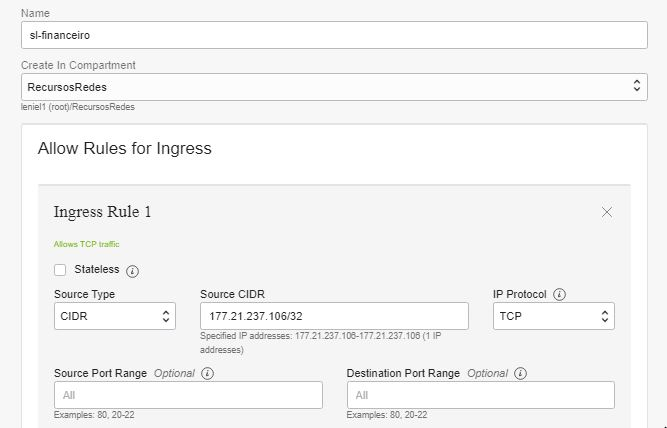 Name
sl-financeiro
Create In Compartment
RecursosRedes
leniel1 (root)/RecursosRedes
Allow Rules for Ingress
Ingress Rule 1
Allows TCP traffic
Stateless
Source Type Source CIDR IP Protocol
CIDR 177.21.237.106/32 TCP
Specified IP addresses: 177.21.237.106-177.21.237.106 (1 IP
addresses)
Source Port Range Optional Destination Port Range Optional
All All
Examples: 80, 20-22 Examples: 80, 20-22